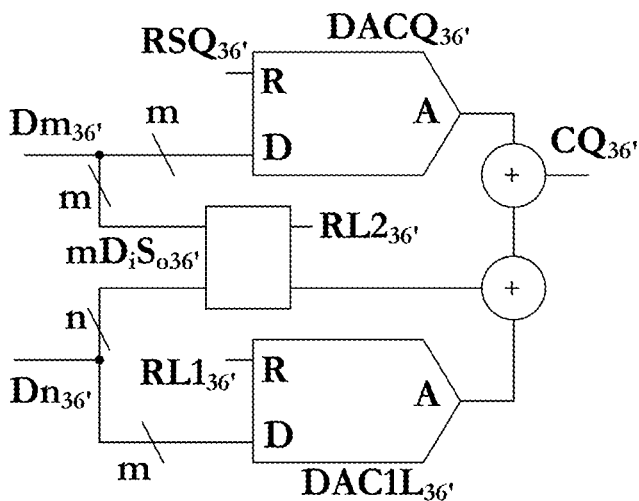 DACQ₃₆'
RSQ₃₆'
R
A
Dm₃₆'
m
D
CQ₃₆'
+
m
RL2₃₆'
mDᵢSₒ₃₆'
+
n
RL1₃₆'
R
Dn₃₆'
A
D
m
DAC1L₃₆'